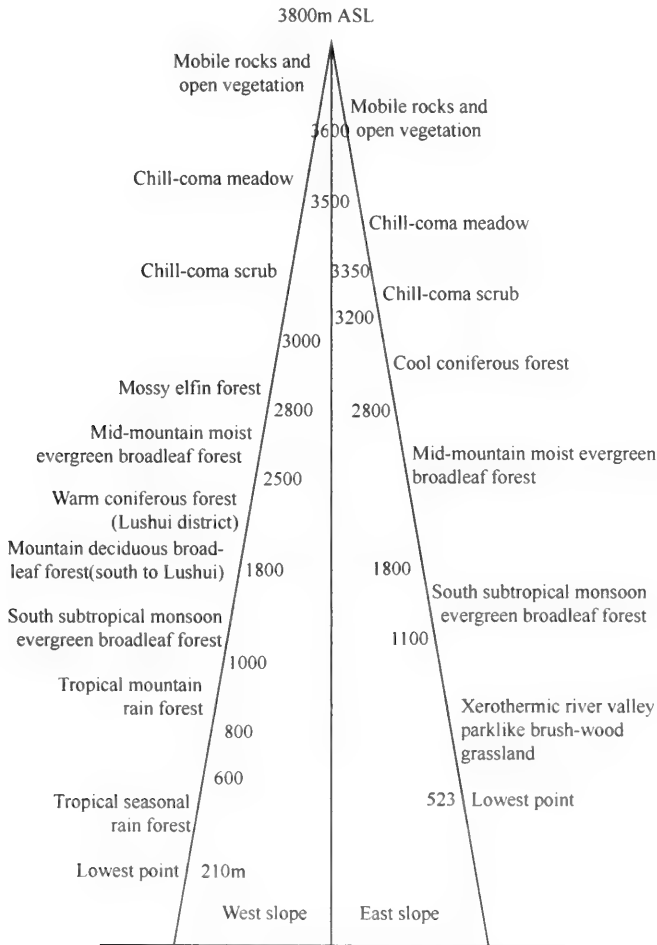 3800m ASL
Mobile rocks and
open vegetation
Mobile rocks and
open vegetation
3600
Chill-coma meadow
3500
Chill-coma meadow
Chill-coma scrub
3350
Chill-coma scrub
3200
3000
Cool coniferous forest
Mossy elfin forest
2800
2800
Mid-mountain moist
evergreen broadleaf forest
Mid-mountain moist evergreen
broadleaf forest
2500
Warm coniferous forest
(Lushui district)
Mountain deciduous broad-
leaf forest(south to Lushui)
1800
1800
South subtropical monsoon
evergreen broadleaf forest
South subtropical monsoon
evergreen broadleaf forest
1100
1000
Tropical mountain
rain forest
Xerothermic river valley
parklike brush-wood
grassland
800
600
Tropical seasonal
rain forest
523
Lowest point
Lowest point
210m
West slope
East slope